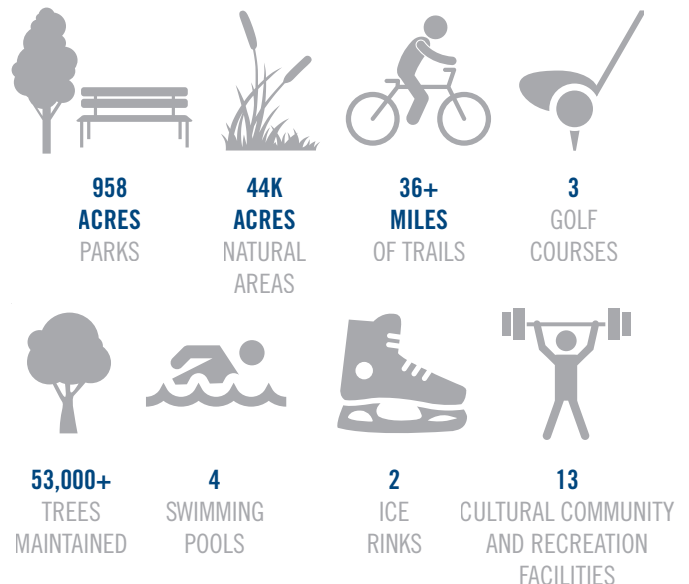 958
ACRES
PARKS
44K
ACRES
NATURAL
AREAS
36+
MILES
OF TRAILS
3
GOLF
COURSES
53,000+
TREES
MAINTAINED
4
SWIMMING
POOLS
2
ICE
RINKS
13
CULTURAL COMMUNITY
AND RECREATION
FACILITIES